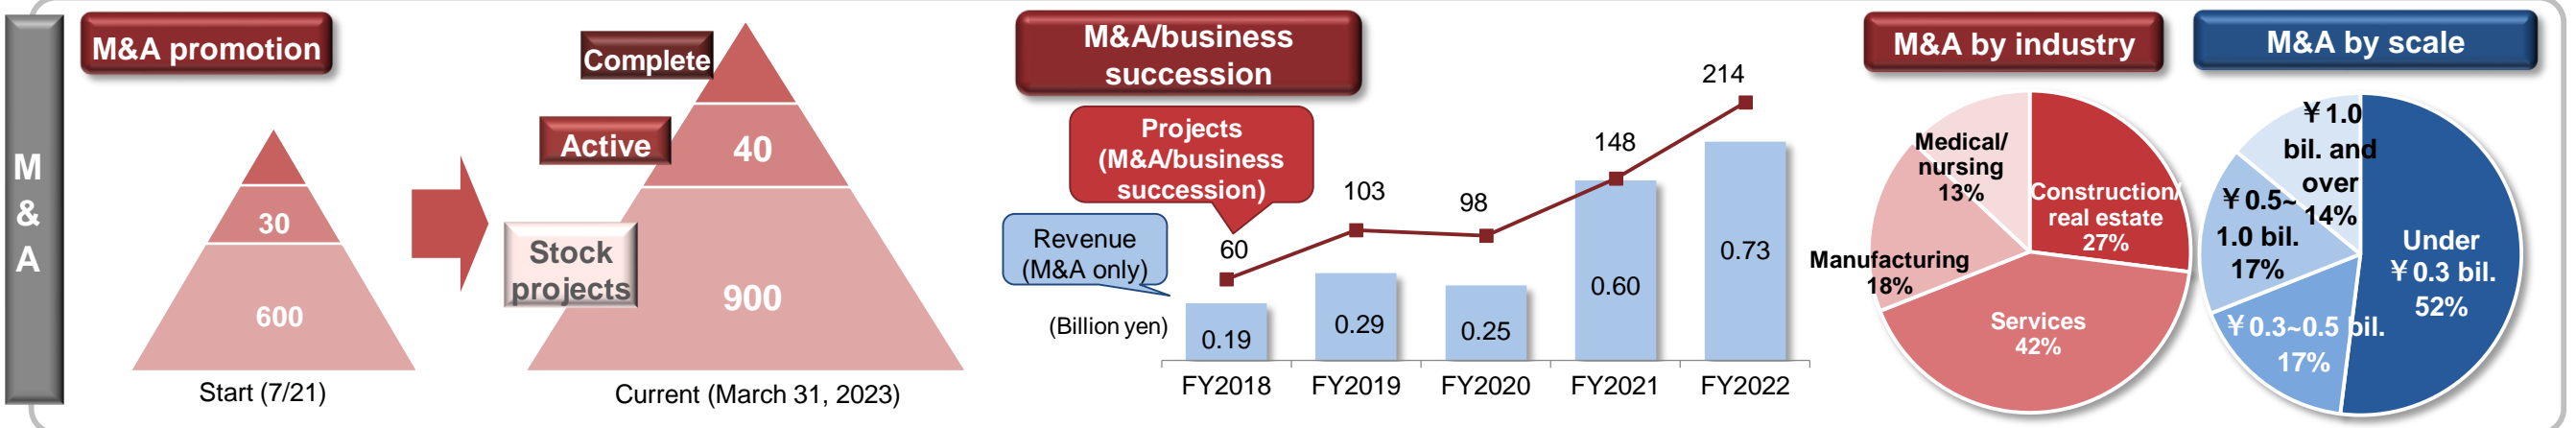 M
&
A
M&A promotion
30
600
Start (7/21)
Complete
Active
40
Stock
projects
900
Current (March 31, 2023)
M&A/business
succession
Projects
(M&A/business
succession)
Revenue
(M&A only)
(Billion yen)
60
103
98
148
214
0.19
0.29
0.25
0.60
0.73
FY2018
FY2019
FY2020
FY2021
FY2022
M&A by industry
Medical/
nursing
13%
Construction/
real estate
27%
Manufacturing
18%
Services
42%
M&A by scale
¥1.0
bil. and
over
14%
¥0.5~
1.0 bil.
17%
Under
¥0.3 bil.
52%
¥0.3~0.5 bil.
17%